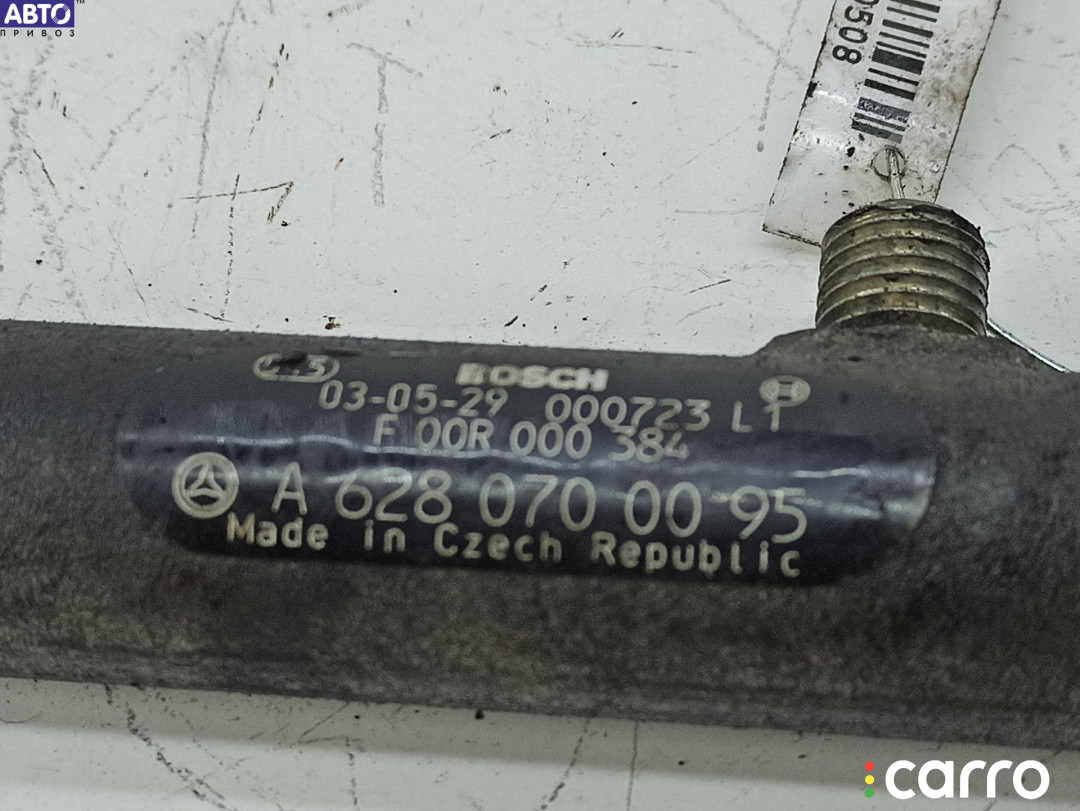 АВТО
ПРИВОЗ
0508
BOSCH
03-05-29 000723 L 1
F 00R 000 384
A 628 070 00 95
Made in Czech Republic
carro